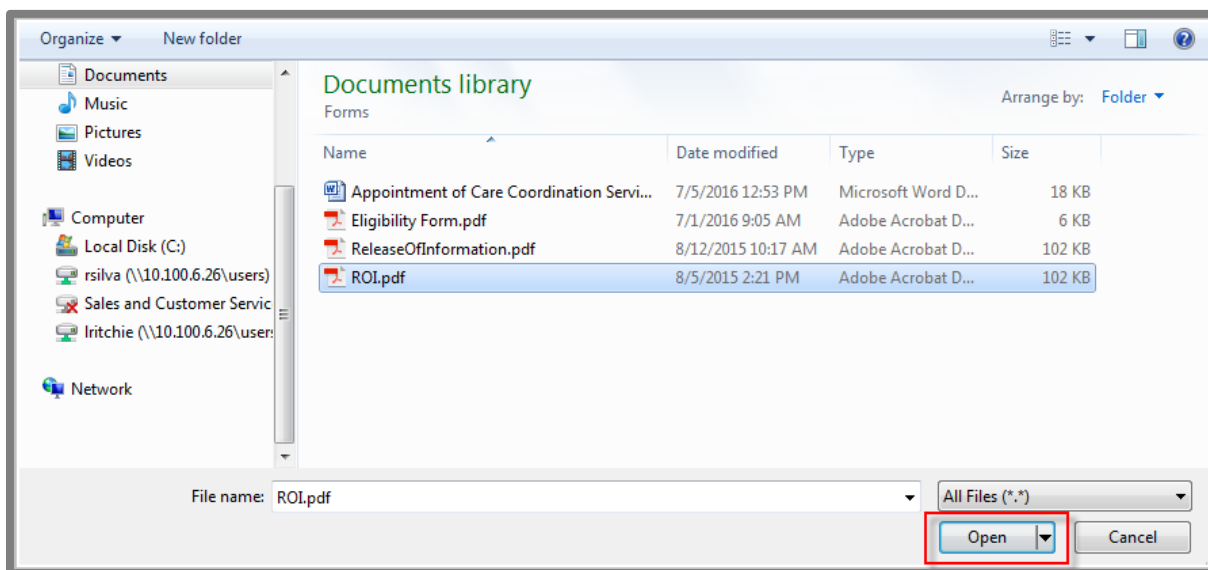 Organize New folder
Documents
Music
Pictures
Videos
Computer
Local Disk (C:)
rsilva (\\10.100.6.26\users)
Sales and Customer Servic
lritchie (\\10.100.6.26\user:
Network
Documents library
Forms
Arrange by: Folder
Name Date modified Type Size
Appointment of Care Coordination Servi... 7/5/2016 12:53 PM Microsoft Word D... 18 KB
Eligibility Form.pdf 7/1/2016 9:05 AM Adobe Acrobat D... 6 KB
ReleaseOfInformation.pdf 8/12/2015 10:17 AM Adobe Acrobat D... 102 KB
ROI.pdf 8/5/2015 2:21 PM Adobe Acrobat D... 102 KB
File name: ROI.pdf All Files (*.*)
Open Cancel